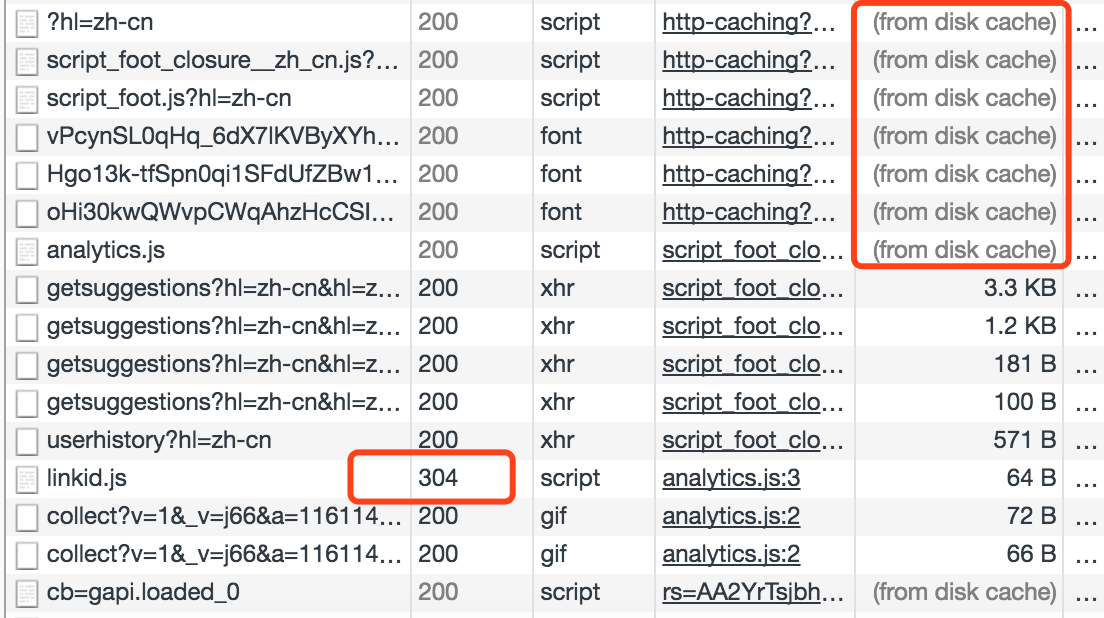 ?hl=zh-cn 200 script http-caching?... (from disk cache) ...
script_foot_closure__zh_cn.js?... 200 script http-caching?... (from disk cache) ...
script_foot.js?hl=zh-cn 200 script http-caching?... (from disk cache) ...
vPcynSL0qHq_6dX7lKVByXYh... 200 font http-caching?... (from disk cache) ...
Hgo13k-tfSpn0qi1SFdUfZBw1... 200 font http-caching?... (from disk cache) ...
oHi30kwQWvpCWqAhzHcCSI... 200 font http-caching?... (from disk cache) ...
analytics.js 200 script script_foot_clo... (from disk cache) ...
getsuggestions?hl=zh-cn&hl=z... 200 xhr script_foot_clo... 3.3 KB ...
getsuggestions?hl=zh-cn&hl=z... 200 xhr script_foot_clo... 1.2 KB ...
getsuggestions?hl=zh-cn&hl=z... 200 xhr script_foot_clo... 181 B ...
getsuggestions?hl=zh-cn&hl=z... 200 xhr script_foot_clo... 100 B ...
userhistory?hl=zh-cn 200 xhr script_foot_clo... 571 B ...
linkid.js 304 script analytics.js:3 64 B ...
collect?v=1&_v=j66&a=116114... 200 gif analytics.js:2 72 B ...
collect?v=1&_v=j66&a=116114... 200 gif analytics.js:2 66 B ...
cb=gapi.loaded_0 200 script rs=AA2YrTsjbh... (from disk cache) ...